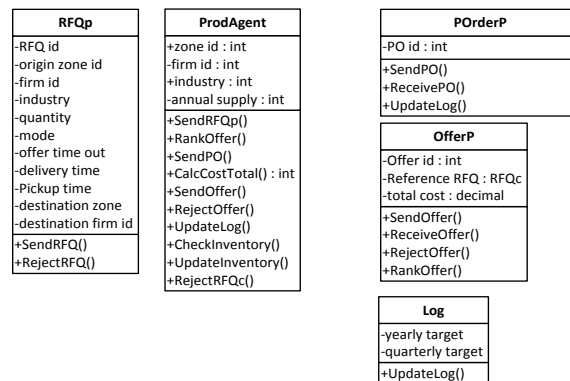 RFQp
-RFQ id
-origin zone id
-firm id
-industry
-quantity
-mode
-offer time out
-delivery time
-Pickup time
-destination zone
-destination firm id
+SendRFQ()
+RejectRFQ()
ProdAgent
+zone id : int
-firm id : int
+industry : int
-annual supply : int
+SendRFQp()
+RankOffer()
+SendPO()
+CalcCostTotal() : int
+SendOffer()
+RejectOffer()
+UpdateLog()
+CheckInventory()
+UpdateInventory()
+RejectRFQc()
POrderP
-PO id : int
+SendPO()
+ReceivePO()
+UpdateLog()
OfferP
-Offer id : int
-Reference RFQ : RFQc
-total cost : decimal
+SendOffer()
+ReceiveOffer()
+RejectOffer()
+RankOffer()
Log
-yearly target
-quarterly target
+UpdateLog()